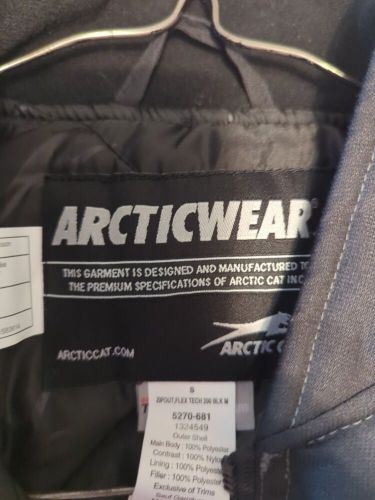 ARCTICWEAR®
THIS GARMENT IS DESIGNED AND MANUFACTURED TO
THE PREMIUM SPECIFICATIONS OF ARCTIC CAT INC.
ARCTICCAT.COM
ARCTIC C
S
ZIPOUT,FLEX TECH 200 BLK M
5270-681
1324549
Outer Shell
Main Body : 100% Polyester
Contrast : 100% Nylon
Lining : 100% Polyester
Filler : 100% Polyester
Exclusive of Trims